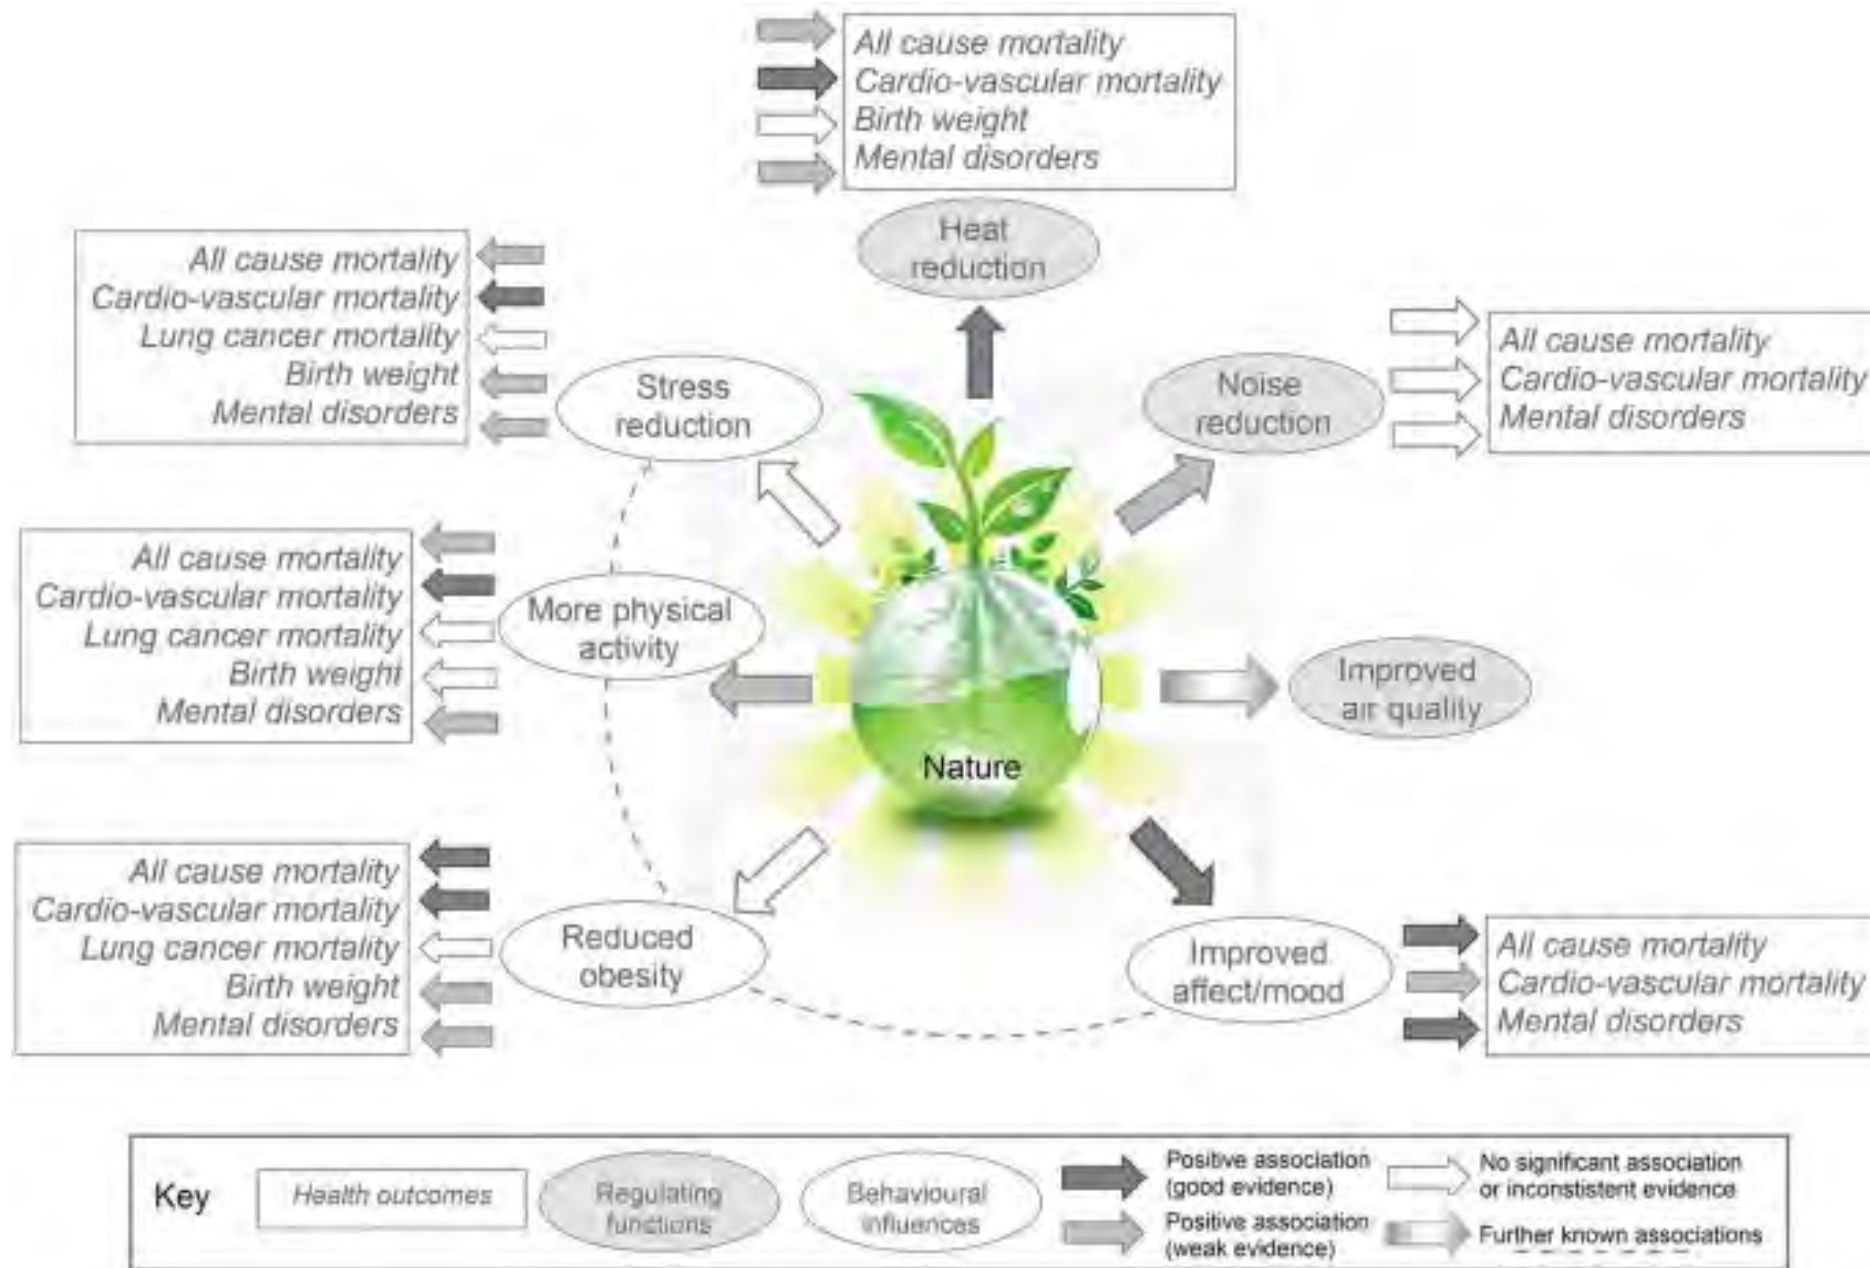 All cause mortality
Cardio-vascular mortality
Birth weight
Mental disorders
Heat
reduction
All cause mortality
Cardio-vascular mortality
Lung cancer mortality
Birth weight
Mental disorders
Stress
reduction
Noise
reduction
All cause mortality
Cardio-vascular mortality
Mental disorders
All cause mortality
Cardio-vascular mortality
Lung cancer mortality
Birth weight
Mental disorders
More physical
activity
Improved
air quality
Nature
All cause mortality
Cardio-vascular mortality
Lung cancer mortality
Birth weight
Mental disorders
Reduced
obesity
Improved
affect/mood
All cause mortality
Cardio-vascular mortality
Mental disorders
Key
Health outcomes
Regulating
functions
Behavioural
influences
Positive association
(good evidence)
Positive association
(weak evidence)
No significant association
or inconstistent evidence
Further known associations